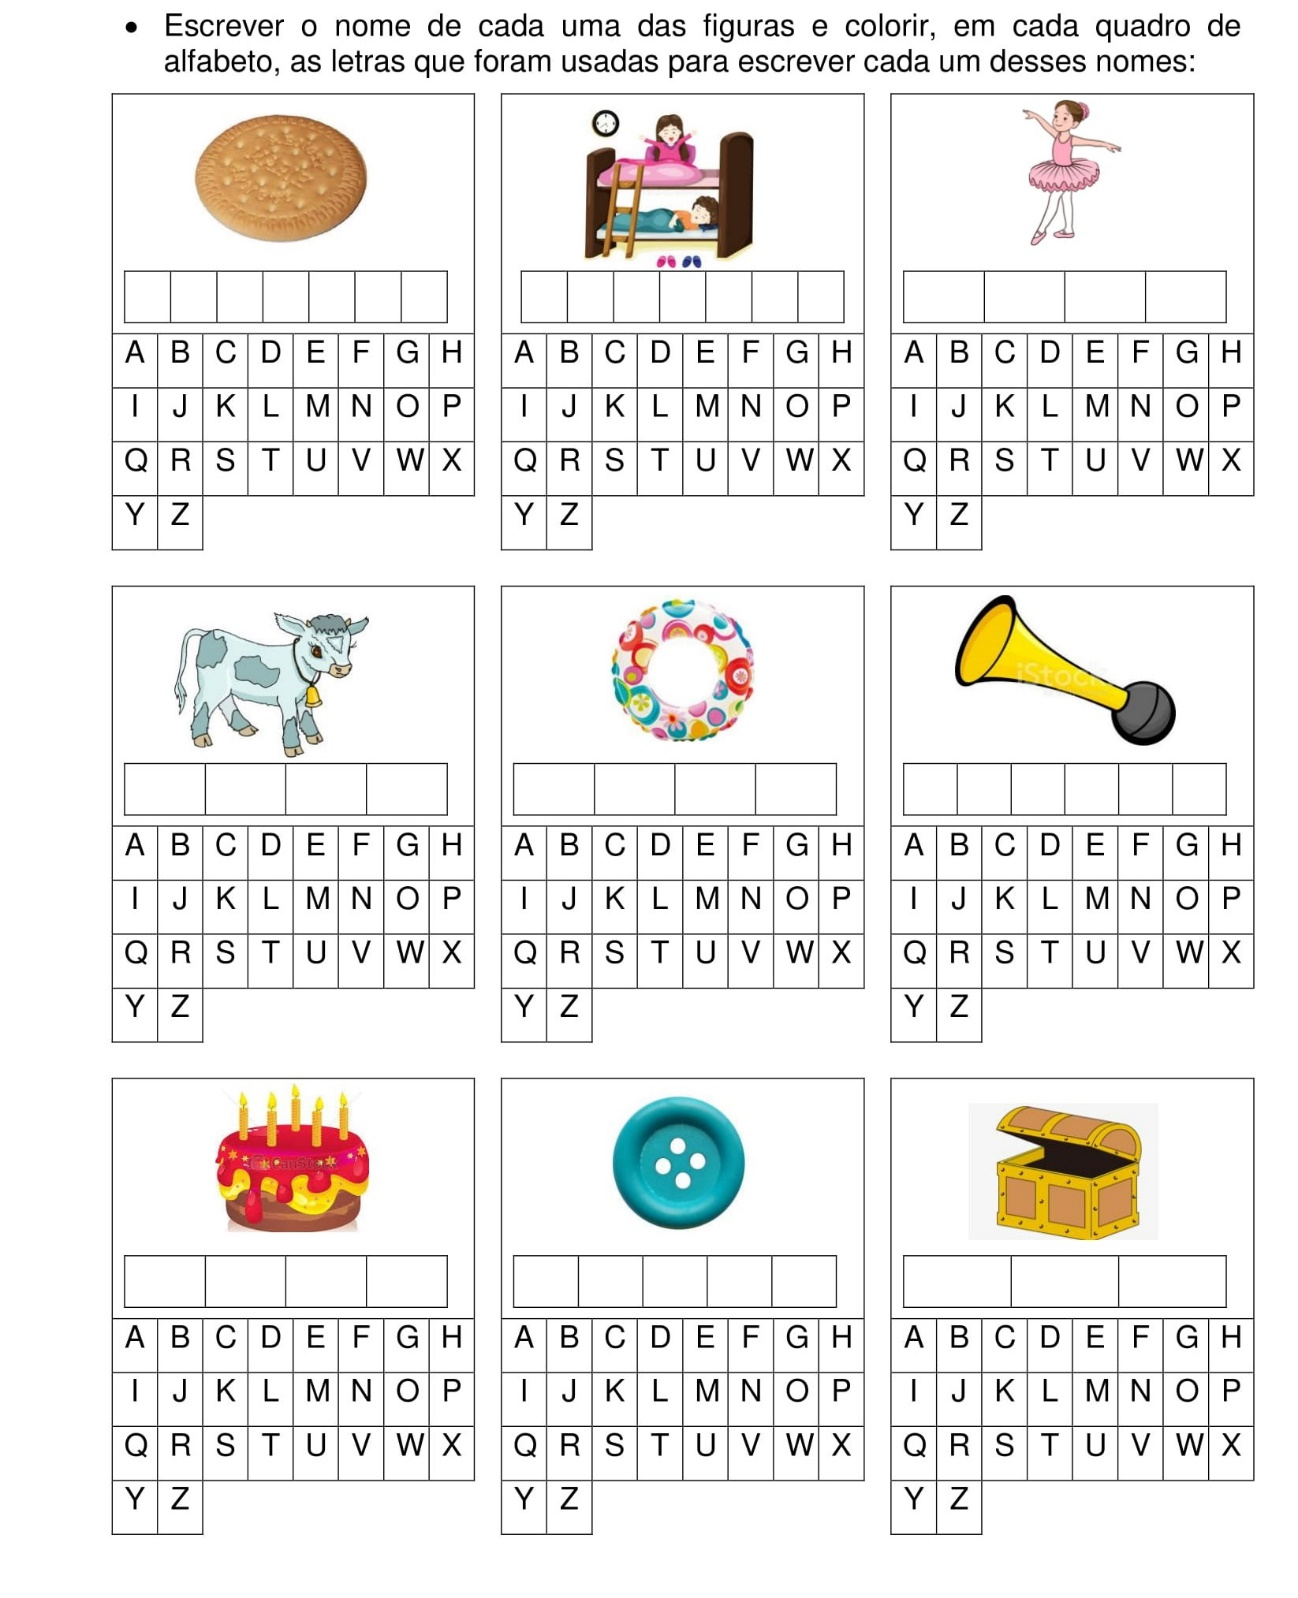 • Escrever o nome de cada uma das figuras e colorir, em cada quadro de
alfabeto, as letras que foram usadas para escrever cada um desses nomes:
A B C D E F G H
I J K L M N O P
Q R S T U V W X
Y Z
A B C D E F G H
I J K L M N O P
Q R S T U V W X
Y Z
A B C D E F G H
I J K L M N O P
Q R S T U V W X
Y Z
A B C D E F G H
I J K L M N O P
Q R S T U V W X
Y Z
A B C D E F G H
I J K L M N O P
Q R S T U V W X
Y Z
iStock
A B C D E F G H
I J K L M N O P
Q R S T U V W X
Y Z
A B C D E F G H
I J K L M N O P
Q R S T U V W X
Y Z
A B C D E F G H
I J K L M N O P
Q R S T U V W X
Y Z
A B C D E F G H
I J K L M N O P
Q R S T U V W X
Y Z